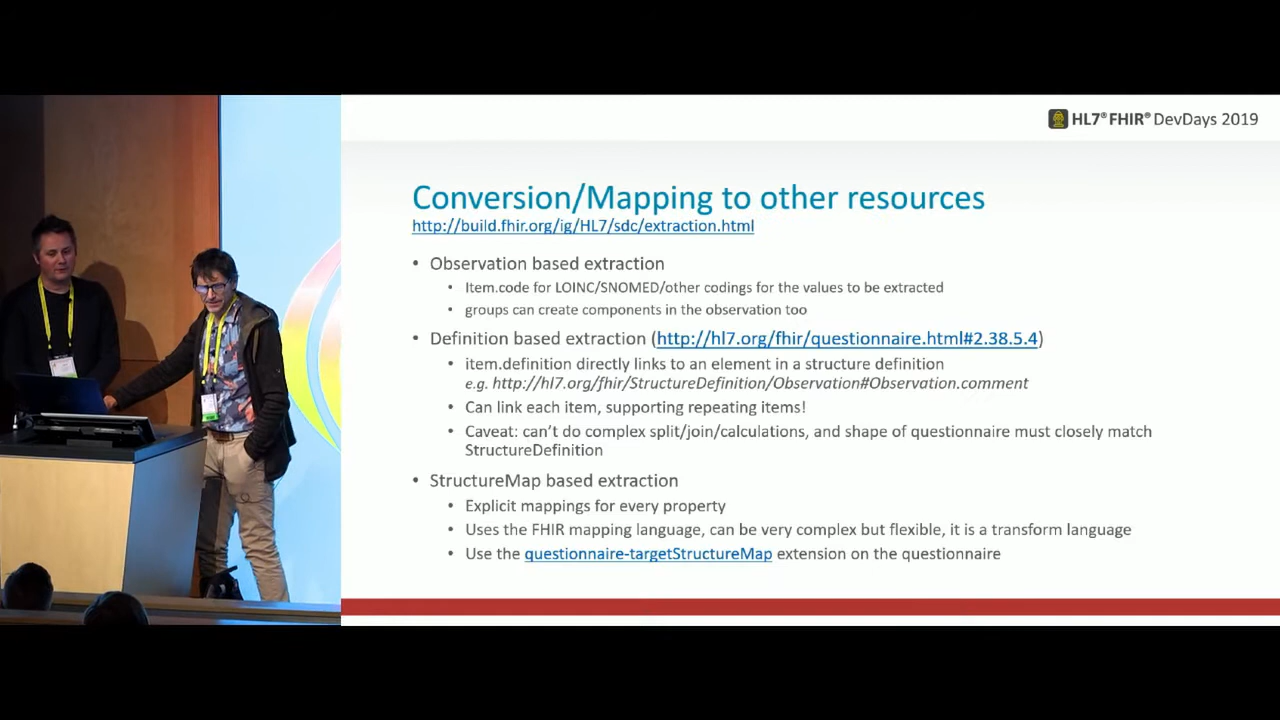 HL7® FHIR® DevDays 2019
Conversion/Mapping to other resources
http://build.fhir.org/ig/HL7/sdc/extraction.html
• Observation based extraction
• Item.code for LOINC/SNOMED/other codings for the values to be extracted
• groups can create components in the observation too
• Definition based extraction (http://hl7.org/fhir/questionnaire.html#2.38.5.4)
• item.definition directly links to an element in a structure definition
e.g. http://hl7.org/fhir/StructureDefinition/Observation#Observation.comment
• Can link each item, supporting repeating items!
• Caveat: can't do complex split/join/calculations, and shape of questionnaire must closely match
StructureDefinition
• StructureMap based extraction
• Explicit mappings for every property
• Uses the FHIR mapping language, can be very complex but flexible, it is a transform language
• Use the questionnaire-targetStructureMap extension on the questionnaire